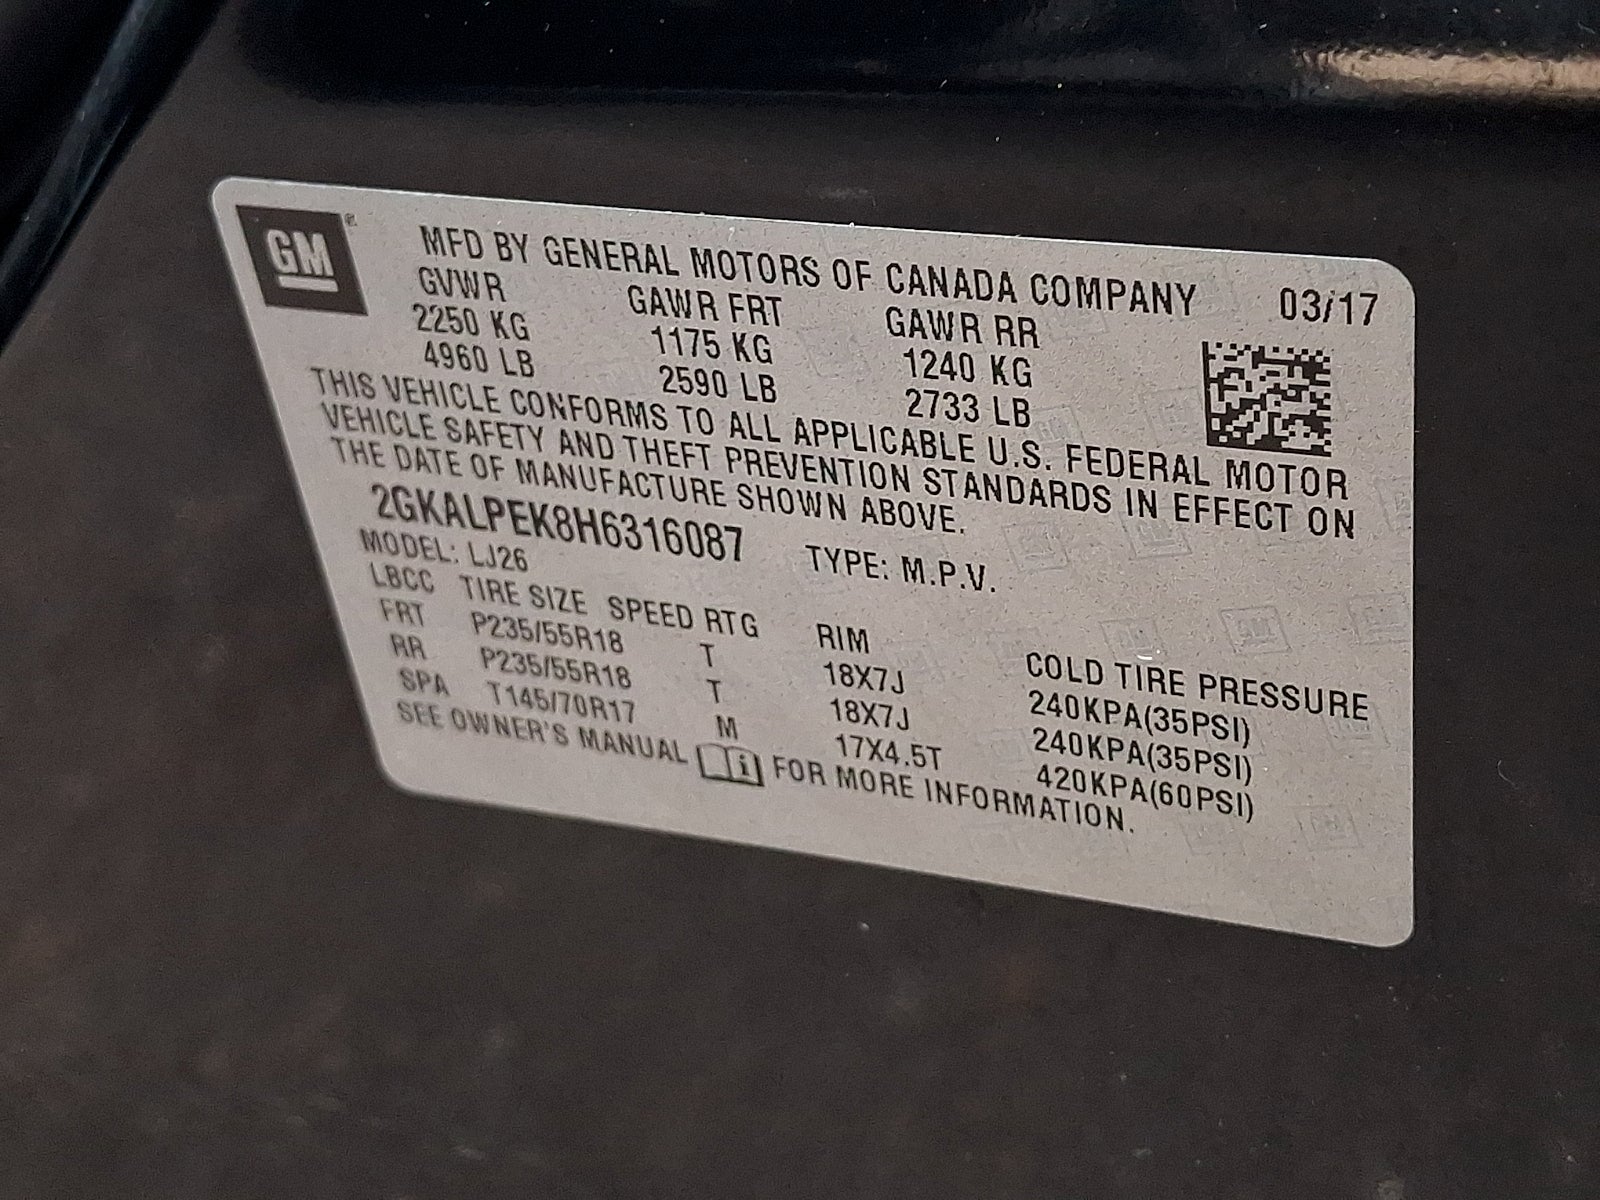 GM®
MFD BY GENERAL MOTORS OF CANADA COMPANY 03/17
GVWR GAWR FRT GAWR RR
2250 KG 1175 KG 1240 KG
4960 LB 2590 LB 2733 LB
THIS VEHICLE CONFORMS TO ALL APPLICABLE U.S. FEDERAL MOTOR
VEHICLE SAFETY AND THEFT PREVENTION STANDARDS IN EFFECT ON
THE DATE OF MANUFACTURE SHOWN ABOVE.
2GKALPEK8H6316087 TYPE: M.P.V.
MODEL: LJ26
LBCC TIRE SIZE SPEED RTG RIM COLD TIRE PRESSURE
FRT P235/55R18 T 18X7J 240KPA(35PSI)
RR P235/55R18 T 18X7J 240KPA(35PSI)
SPA T145/70R17 M 17X4.5T 420KPA(60PSI)
SEE OWNER'S MANUAL i FOR MORE INFORMATION.